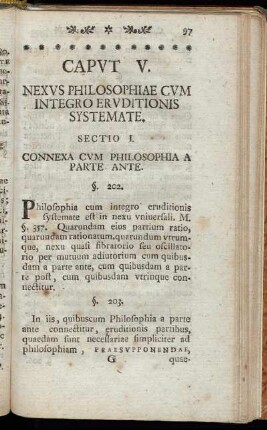 97
CAPVT V.
NEXVS PHILOSOPHIAE CVM
INTEGRO ERVDITIONIS
SYSTEMATE.
SECTIO I.
CONNEXA CVM PHILOSOPHIA A
PARTE ANTE.
§. 202.
Philosophia cum integro eruditionis
systemate est in nexu vniuersali. M.
§. 357. Quarundam eius partium ratio,
quarundam rationatum, quarundam vtrum-
que, nexu quasi fibratorio seu oscillato-
rio per mutuum adiutorium cum quibus-
dam a parte ante, cum quibusdam a par-
te post, cum quibusdam vtrinque con-
nectitur.
§. 203.
In iis, quibuscum Philosophia a parte
ante connectitur, eruditionis partibus,
quaedam sunt necessariae simpliciter ad
philosophiam, PRAESVPPONENDAE,
G quae-